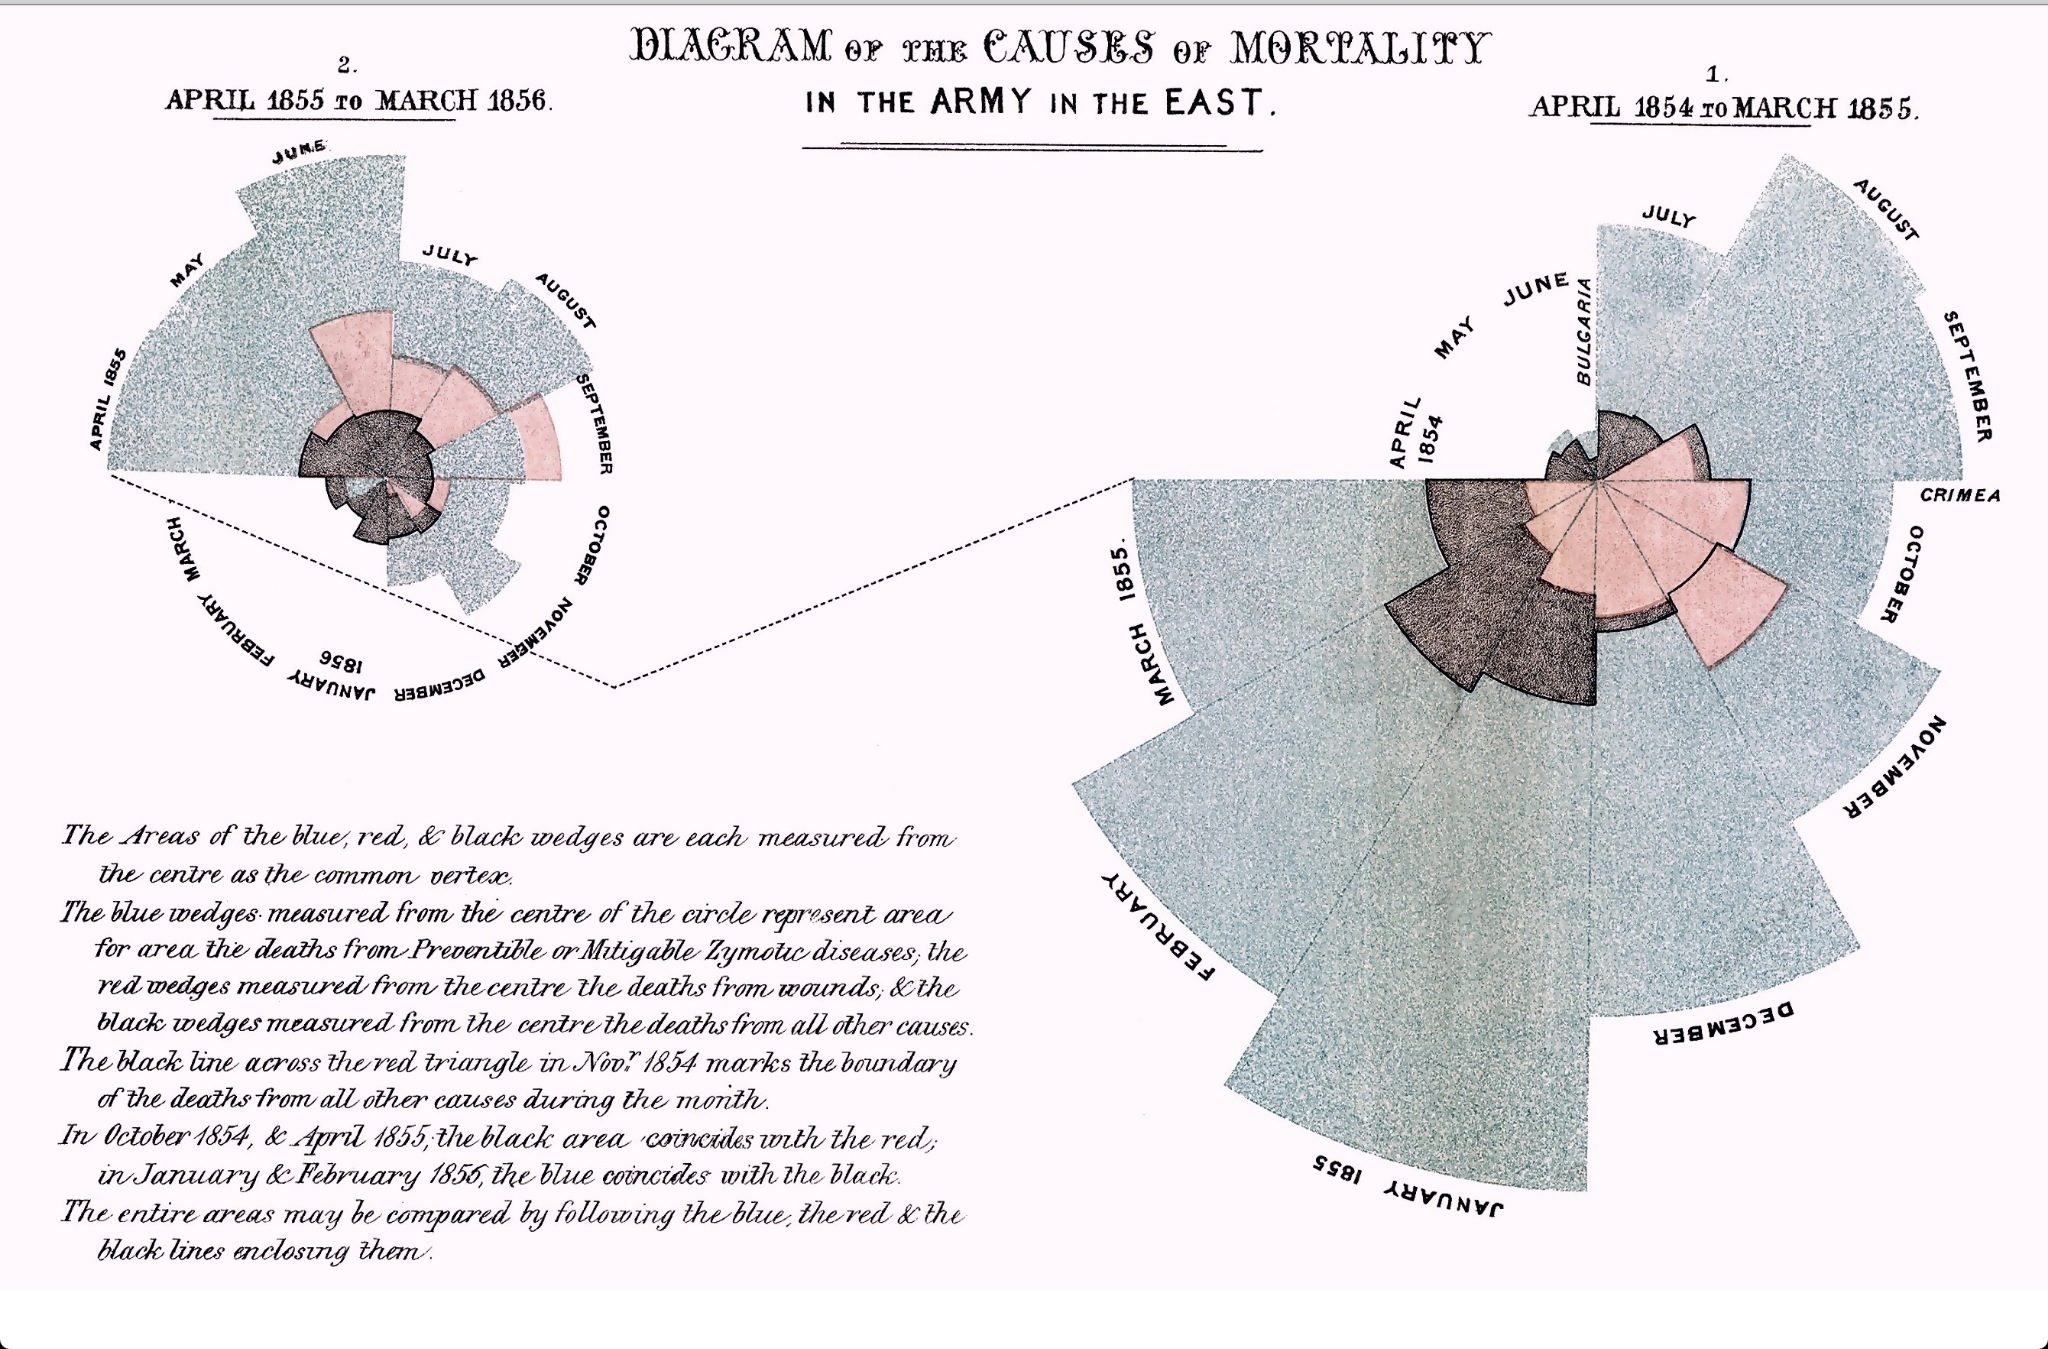 DIAGRAM OF THE CAUSES OF MORTALITY
IN THE ARMY IN THE EAST.
2.
APRIL 1855 TO MARCH 1856.
1.
APRIL 1854 TO MARCH 1855.
APRIL 1855
MAY
JUNE
JULY
AUGUST
SEPTEMBER
OCTOBER
NOVEMBER
DECEMBER
JANUARY
1856
FEBRUARY
MARCH
APRIL
1854
MAY
JUNE
BULGARIA
JULY
AUGUST
SEPTEMBER
CRIMEA
OCTOBER
NOVEMBER
DECEMBER
JANUARY 1855
FEBRUARY
MARCH 1855.
The Areas of the blue, red, & black wedges are each measured from
the centre as the common vertex.
The blue wedges measured from the centre of the circle represent area
for area the deaths from Preventible or Mitigable Zymotic diseases; the
red wedges measured from the centre the deaths from wounds; & the
black wedges measured from the centre the deaths from all other causes.
The black line across the red triangle in Novr. 1854 marks the boundary
of the deaths from all other causes during the month.
In October 1854, & April 1855; the black area coincides with the red;
in January & February 1856, the blue coincides with the black.
The entire areas may be compared by following the blue, the red & the
black lines enclosing them.